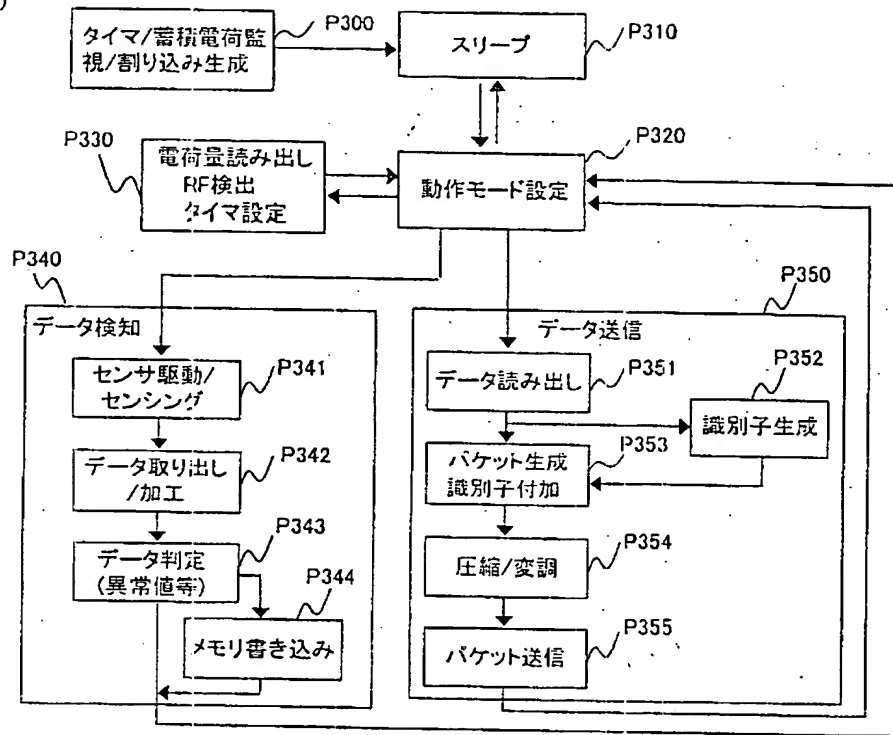 )
タイマ/蓄積電荷監
視/割り込み生成
P300
スリープ
P310
P330
電荷量読み出し
RF検出
タイマ設定
動作モード設定
P320
P340
データ検知
センサ駆動/
センシング
P341
データ取り出し
/加工
P342
データ判定
(異常値等)
P343
メモリ書き込み
P344
P350
データ送信
データ読み出し
P351
P352
識別子生成
パケット生成
識別子付加
P353
圧縮/変調
P354
パケット送信
P355